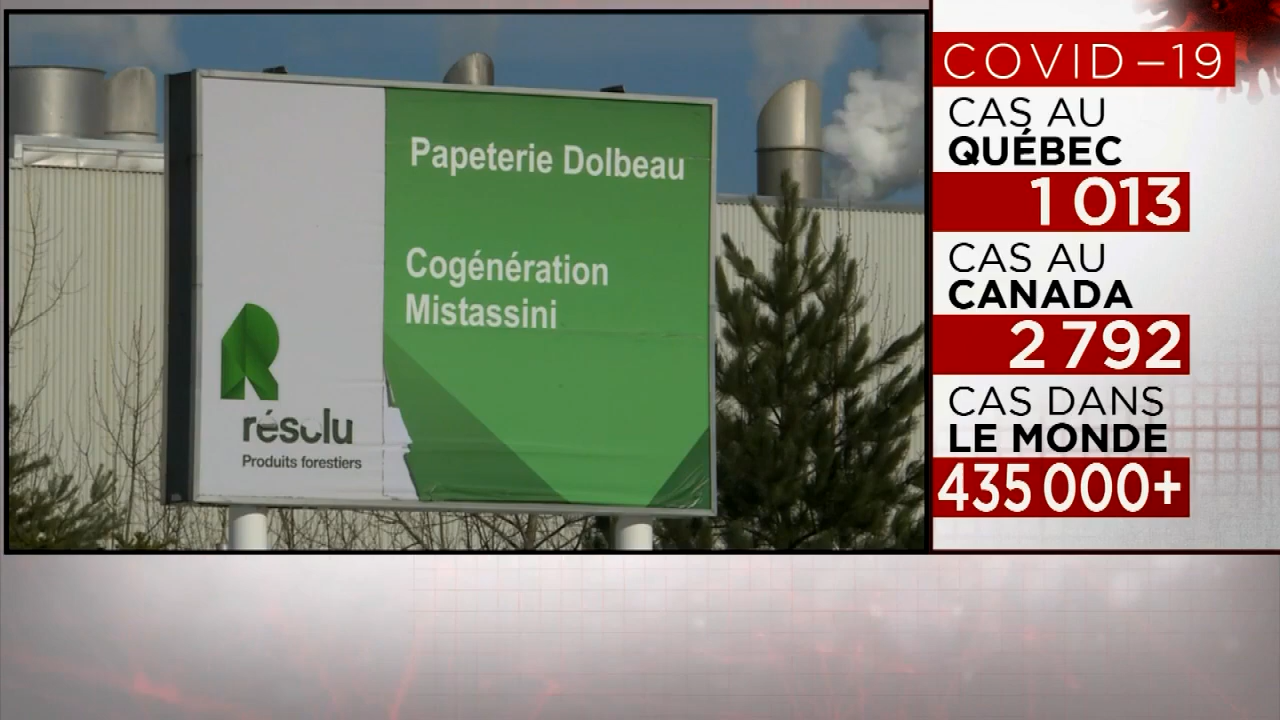 Papeterie Dolbeau
Cogénération
Mistassini
résolu
Produits forestiers
COVID-19
CAS AU
QUÉBEC
1 013
CAS AU
CANADA
2 792
CAS DANS
LE MONDE
435 000+